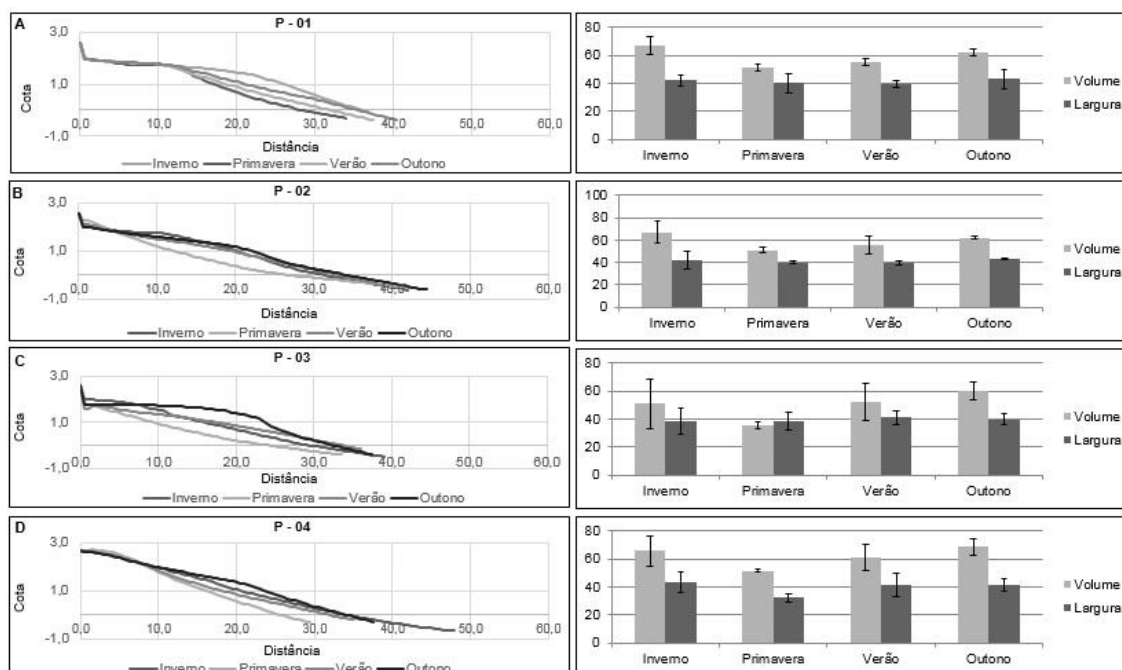 A
P - 01
3,0
1,0
-1,0
Cota
0,0 10,0 20,0 30,0 40,0 50,0 60,0
Distância
Inverno Primavera Verão Outono
80
60
40
20
0
Inverno Primavera Verão Outono
Volume
Largura
B
P - 02
3,0
1,0
-1,0
Cota
0,0 10,0 20,0 30,0 40,0 50,0 60,0
Distância
Inverno Primavera Verão Outono
100
80
60
40
20
0
Inverno Primavera Verão Outono
Volume
Largura
C
P - 03
3,0
1,0
-1,0
Cota
0,0 10,0 20,0 30,0 40,0 50,0 60,0
Distância
Inverno Primavera Verão Outono
80
60
40
20
0
Inverno Primavera Verão Outono
Volume
Largura
D
P - 04
3,0
1,0
-1,0
Cota
0,0 10,0 20,0 30,0 40,0 50,0 60,0
Distância
Inverno Primavera Verão Outono
80
60
40
20
0
Inverno Primavera Verão Outono
Volume
Largura